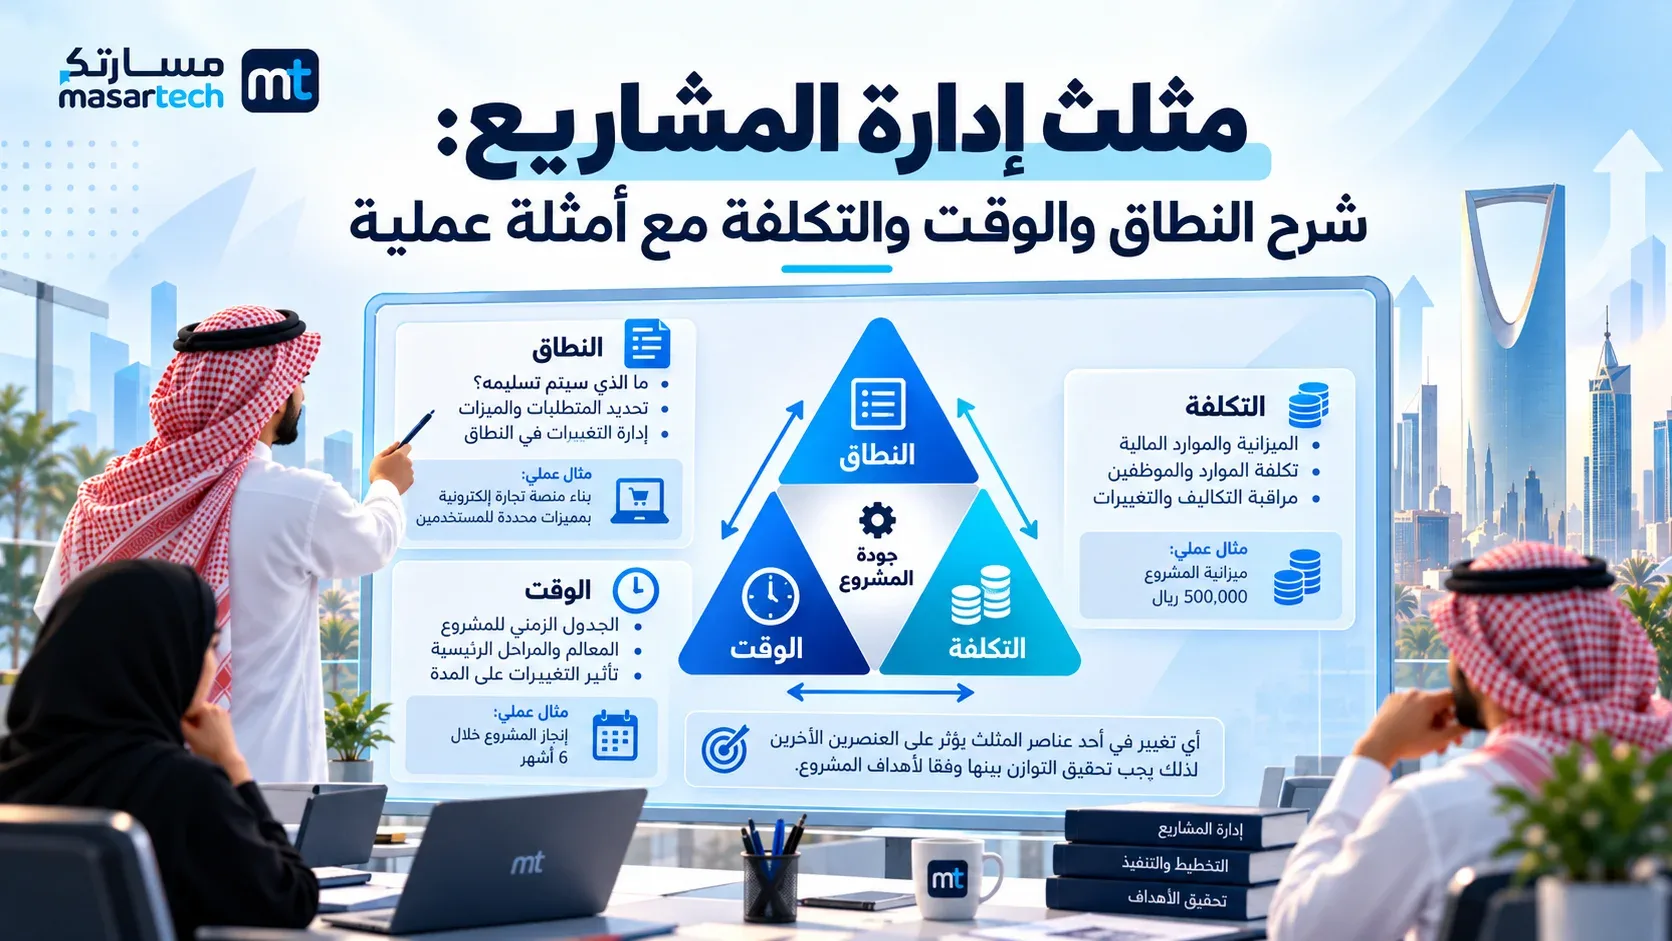 مسارتك
masartech
mt
مثلث إدارة المشاريع:
شرح النطاق والوقت والتكلفة مع أمثلة عملية
النطاق
ما الذي سيتم تسليمه؟
تحديد المتطلبات والميزات
إدارة التغييرات في النطاق
مثال عملي:
بناء منصة تجارة إلكترونية
بمميزات محددة للمستخدمين
الوقت
الجدول الزمني للمشروع
المعالم والمراحل الرئيسية
تأثير التغييرات على المدة
مثال عملي:
إنجاز المشروع خلال
6 أشهر
النطاق
جودة
المشروع
الوقت
التكلفة
التكلفة
الميزانية والموارد المالية
تكلفة الموارد والموظفين
مراقبة التكاليف والتغييرات
مثال عملي:
ميزانية المشروع
500,000 ريال
أي تغيير في أحد عناصر المثلث يؤثر على العنصرين الأخرين
لذلك يجب تحقيق التوازن بينها وفقا لأهداف المشروع.
mt
mt
إدارة المشاريع
التخطيط والتنفيذ
تحقيق الأهداف